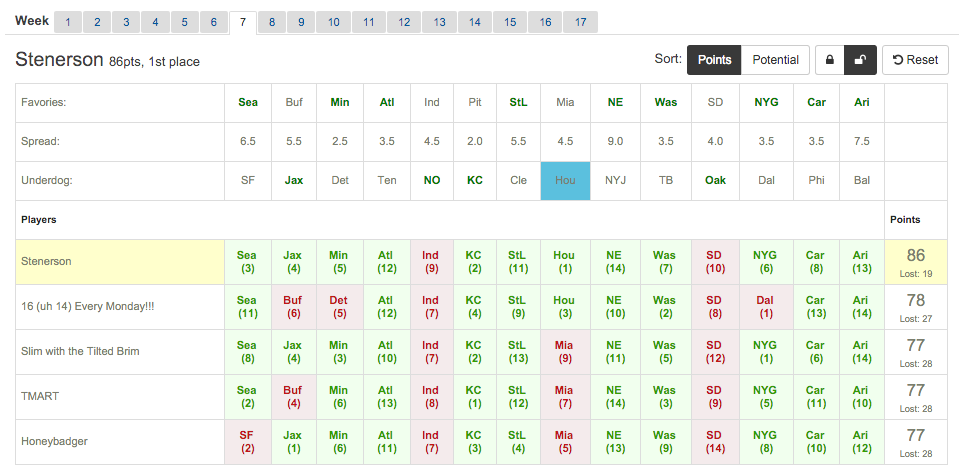 Week 1 2 3 4 5 6 7 8 9 10 11 12 13 14 15 16 17
Stenerson 86pts, 1st place Sort: Points Potential Reset
Favories: Sea Buf Min Atl Ind Pit StL Mia NE Was SD NYG Car Ari
Spread: 6.5 5.5 2.5 3.5 4.5 2.0 5.5 4.5 9.0 3.5 4.0 3.5 3.5 7.5
Underdog: SF Jax Det Ten NO KC Cle Hou NYJ TB Oak Dal Phi Bal
Players Points
Sea Jax Min Atl Ind KC StL Hou NE Was SD NYG Car Ari 86
Stenerson
(3) (4) (5) (12) (9) (2) (11) (1) (14) (7) (10) (6) (8) (13) Lost: 19
Sea Buf Det Atl Ind KC StL Hou NE Was SD Dal Car Ari 78
16 (uh 14) Every Monday!!!
(11) (6) (5) (12) (7) (4) (9) (3) (10) (2) (8) (1) (13) (14) Lost: 27
Sea Jax Min Atl Ind KC StL Mia NE Was SD NYG Car Ari 77
Slim with the Tilted Brim
(8) (4) (3) (10) (7) (2) (13) (9) (11) (5) (12) (1) (6) (14) Lost: 28
Sea Buf Min Atl Ind KC StL Mia NE Was SD NYG Car Ari 77
TMART
(2) (4) (6) (13) (8) (1) (12) (7) (14) (3) (9) (5) (11) (10) Lost: 28
SF Jax Min Atl Ind KC StL Mia NE Was SD NYG Car Ari 77
Honeybadger
(2) (1) (6) (11) (7) (3) (4) (5) (13) (9) (14) (8) (10) (12) Lost: 28